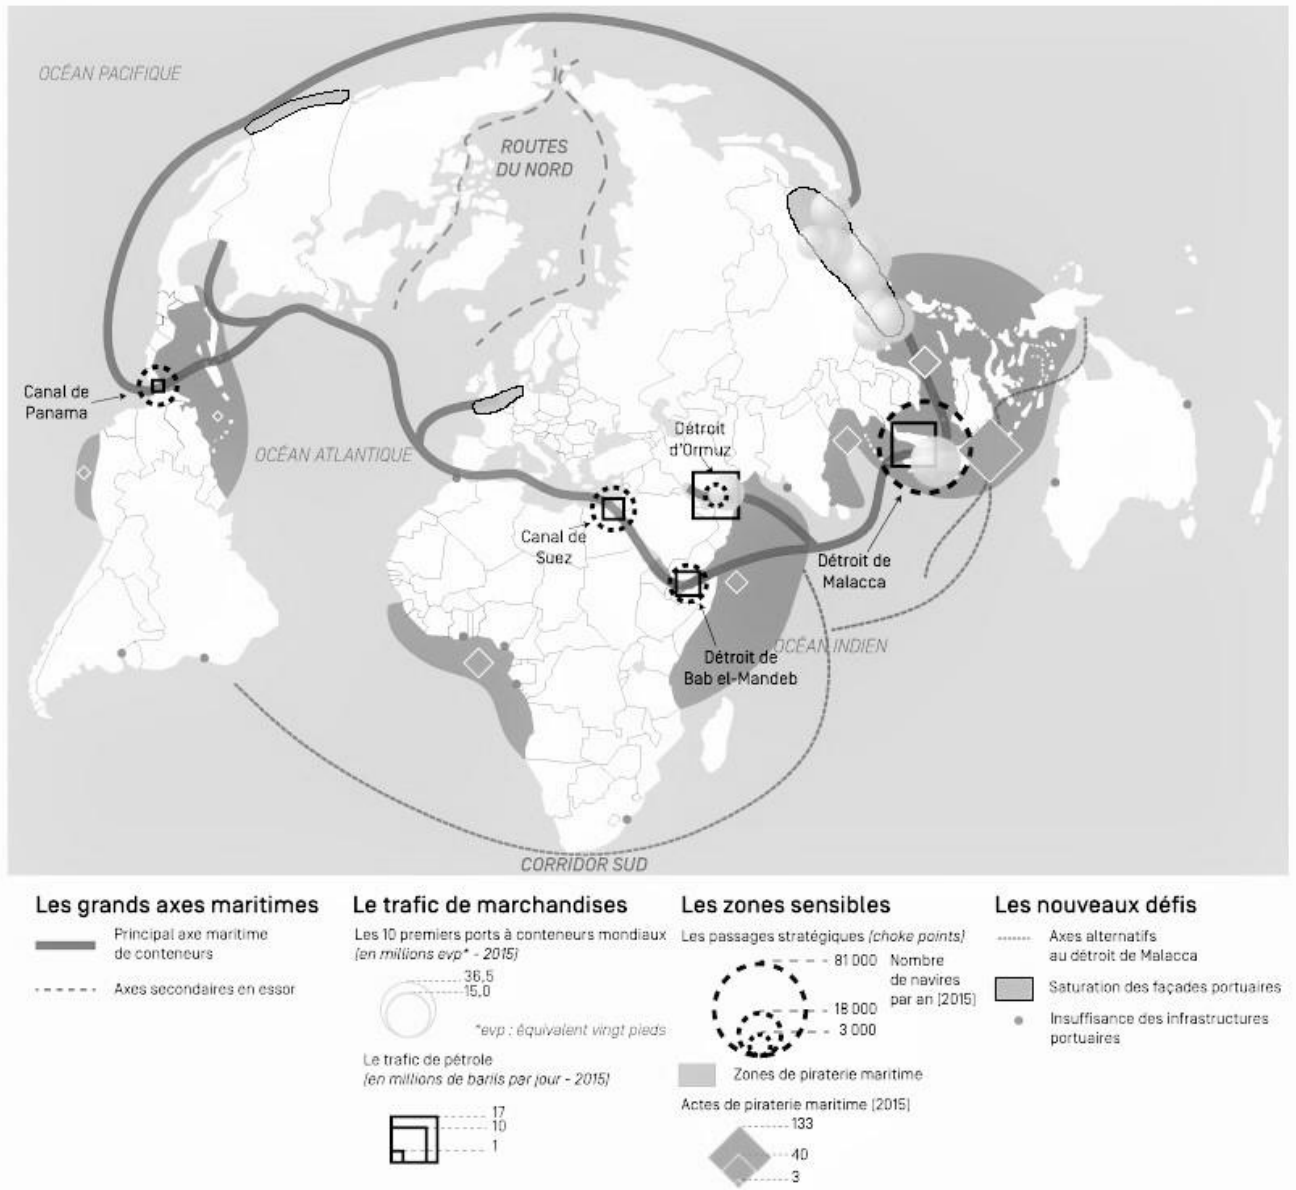 OCÉAN PACIFIQUE
ROUTES
DU NORD
Canal de
Panama
OCÉAN ATLANTIQUE
Détroit
d'Ormuz
Canal de
Suez
Détroit de
Malacca
OCÉAN INDIEN
Détroit de
Bab el-Mandeb
CORRIDOR SUD
Les grands axes maritimes
Principal axe maritime
de conteneurs
Axes secondaires en essor
Le trafic de marchandises
Les 10 premiers ports à conteneurs mondiaux
(en millions evp* - 2015)
36,5
15,0
*evp : équivalent vingt pieds
Le trafic de pétrole
(en millions de barils par jour - 2015)
17
10
1
Les zones sensibles
Les passages stratégiques (choke points)
81 000
18 000
3 000
Nombre
de navires
par an (2015)
Zones de piraterie maritime
Actes de piraterie maritime (2015)
133
40
3
Les nouveaux défis
Axes alternatifs
au détroit de Malacca
Saturation des façades portuaires
Insuffisance des infrastructures
portuaires